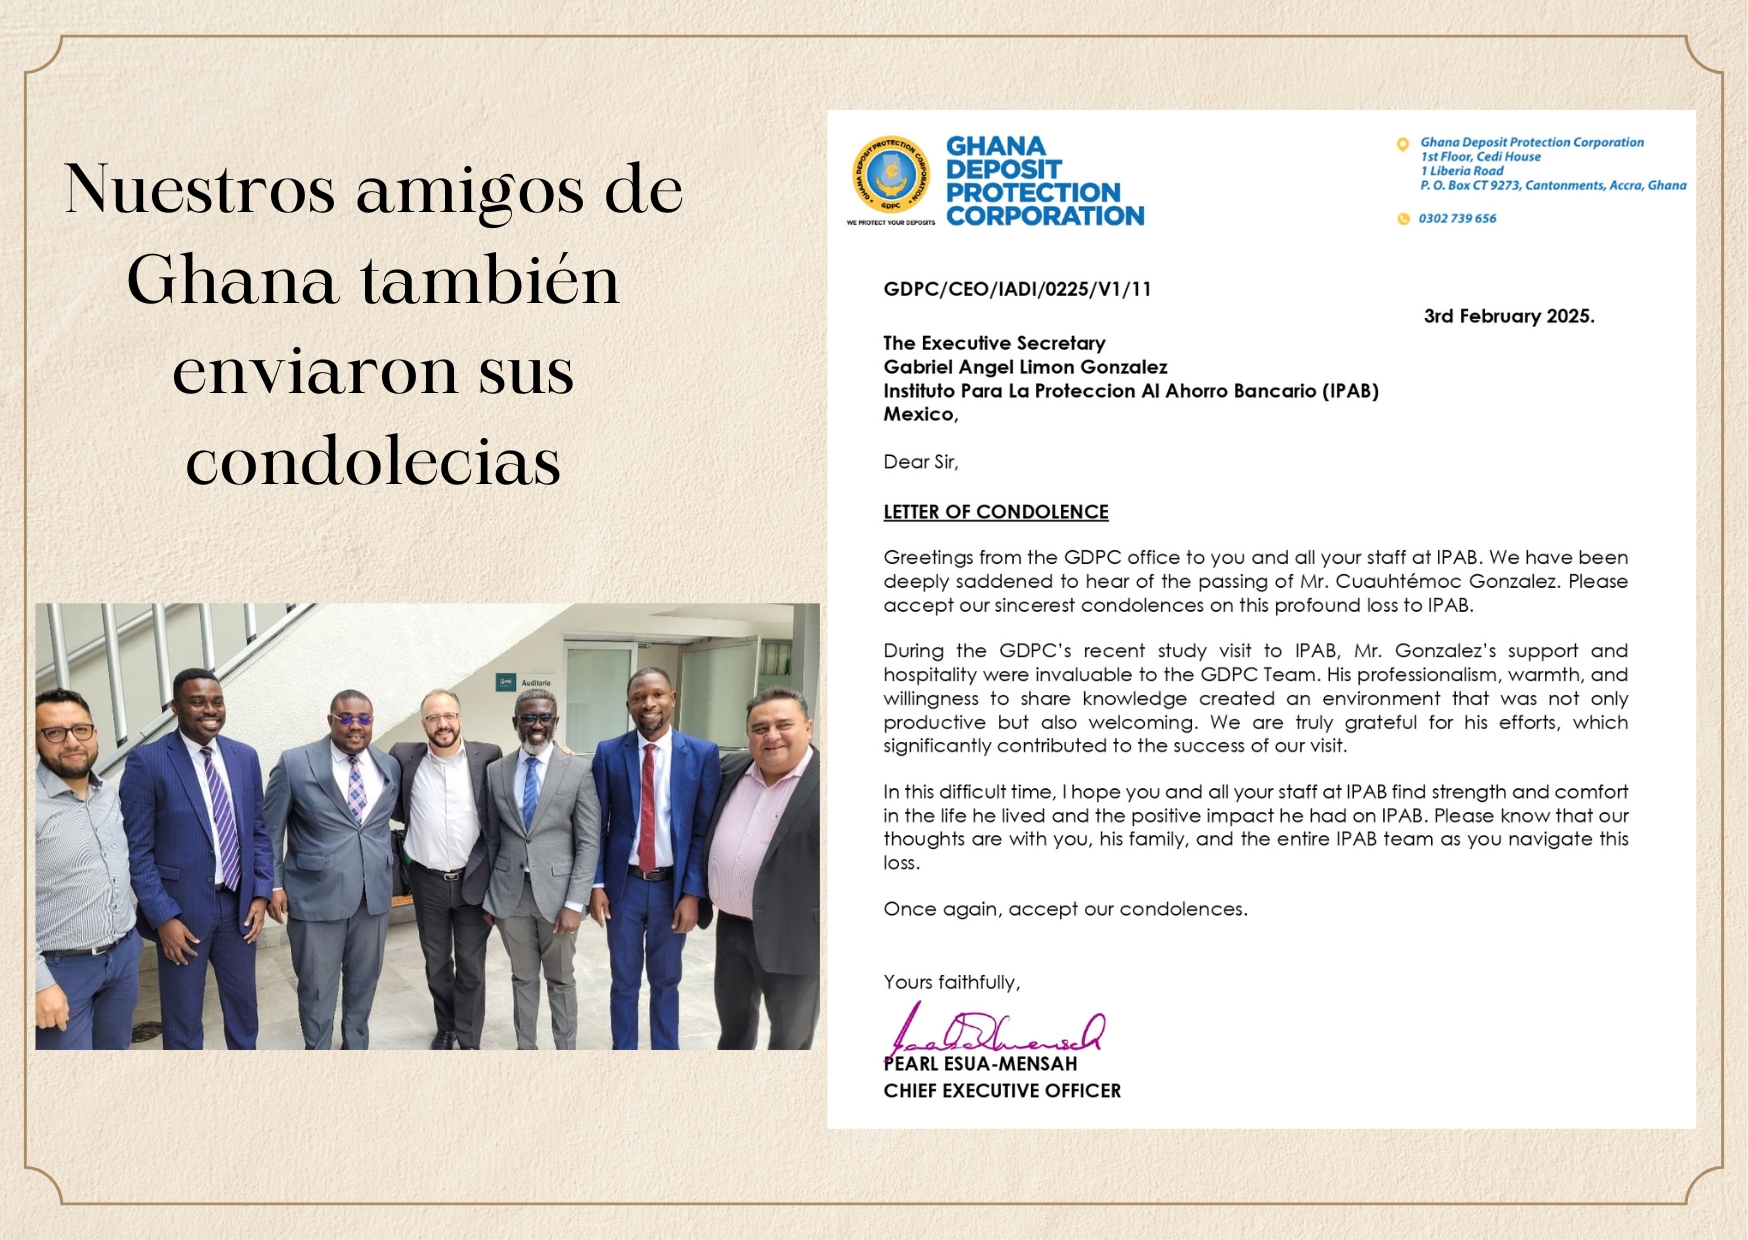 Nuestros amigos de
Ghana también
enviaron sus
condolecias
Auditorio
GHANA DEPOSIT PROTECTION CORPORATION
GDPC
WE PROTECT YOUR DEPOSITS
GHANA
DEPOSIT
PROTECTION
CORPORATION
Ghana Deposit Protection Corporation
1st Floor, Cedi House
1 Liberia Road
P. O. Box CT 9273, Cantonments, Accra, Ghana
0302 739 656
GDPC/CEO/IADI/0225/V1/11
3rd February 2025.
The Executive Secretary
Gabriel Angel Limon Gonzalez
Instituto Para La Proteccion Al Ahorro Bancario (IPAB)
Mexico,
Dear Sir,
LETTER OF CONDOLENCE
Greetings from the GDPC office to you and all your staff at IPAB. We have been
deeply saddened to hear of the passing of Mr. Cuauhtémoc Gonzalez. Please
accept our sincerest condolences on this profound loss to IPAB.
During the GDPC's recent study visit to IPAB, Mr. Gonzalez's support and
hospitality were invaluable to the GDPC Team. His professionalism, warmth, and
willingness to share knowledge created an environment that was not only
productive but also welcoming. We are truly grateful for his efforts, which
significantly contributed to the success of our visit.
In this difficult time, I hope you and all your staff at IPAB find strength and comfort
in the life he lived and the positive impact he had on IPAB. Please know that our
thoughts are with you, his family, and the entire IPAB team as you navigate this
loss.
Once again, accept our condolences.
Yours faithfully,
PEARL ESUA-MENSAH
CHIEF EXECUTIVE OFFICER